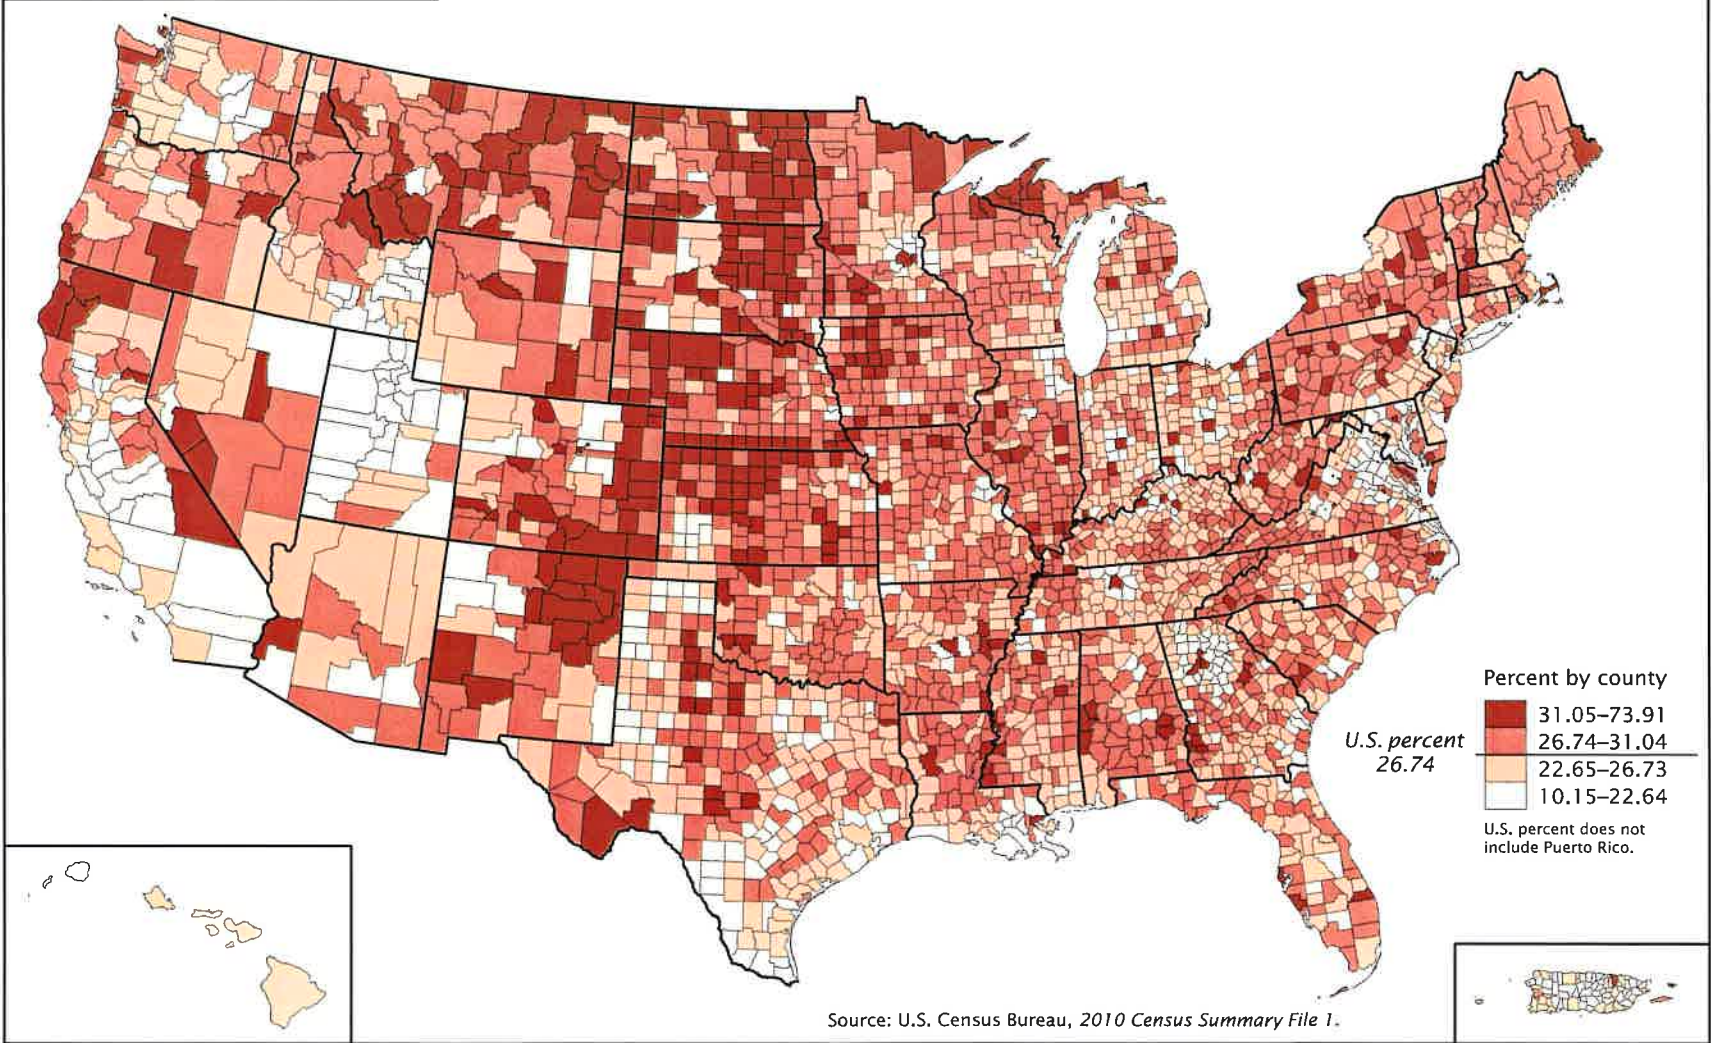 Percent by county
31.05–73.91
U.S. percent
26.74
26.74–31.04
22.65–26.73
10.15–22.64
U.S. percent does not
include Puerto Rico.
Source: U.S. Census Bureau, 2010 Census Summary File 1.